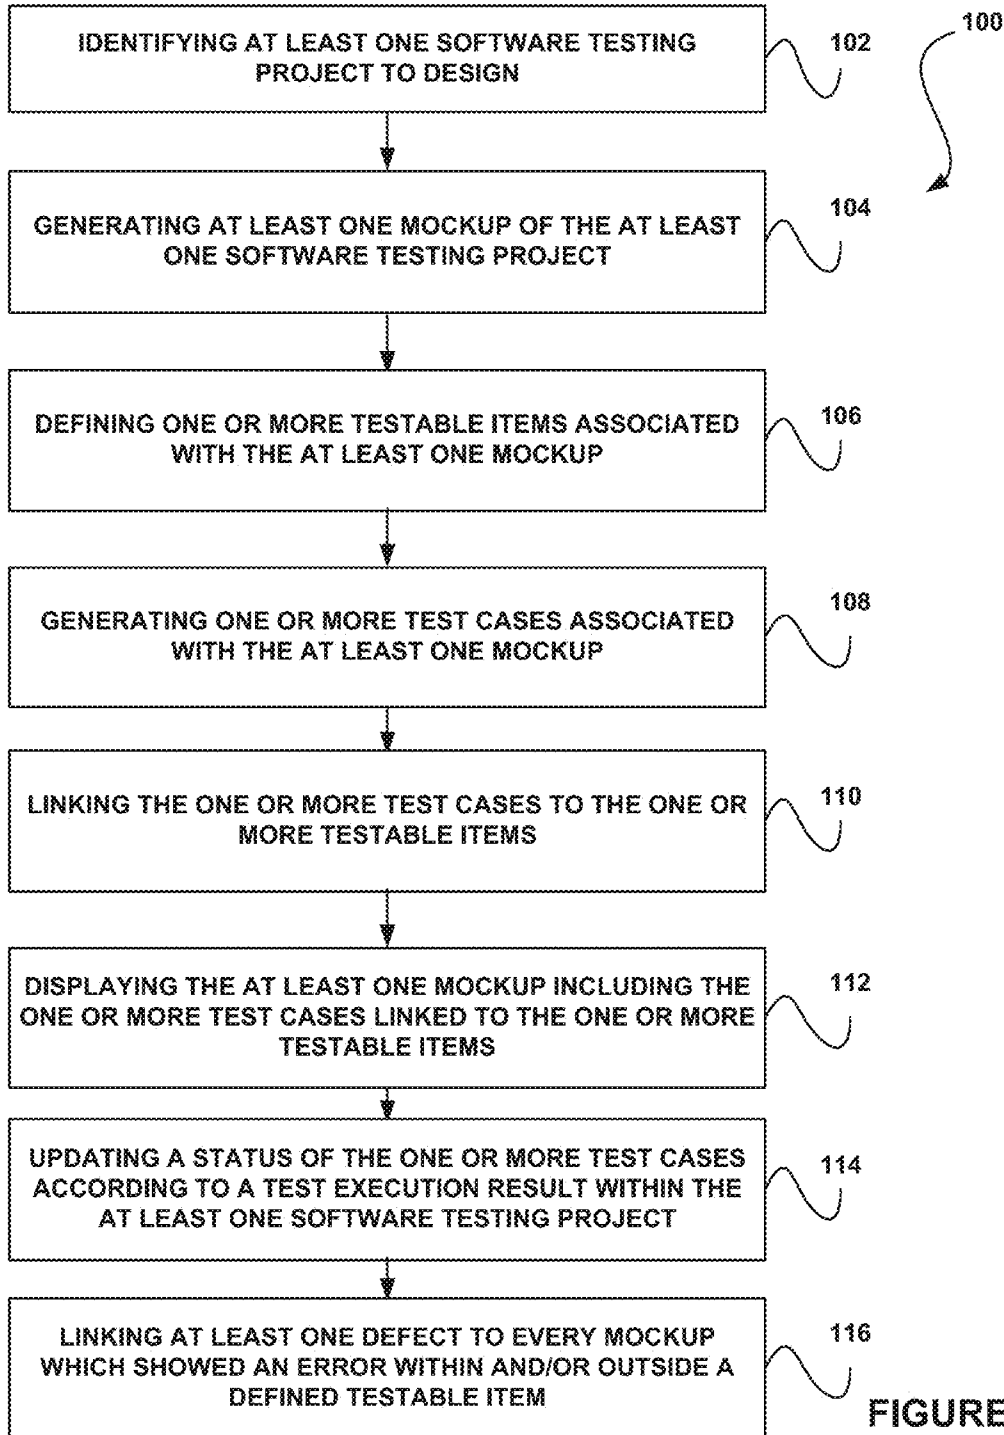 100
IDENTIFYING AT LEAST ONE SOFTWARE TESTING
PROJECT TO DESIGN
102
GENERATING AT LEAST ONE MOCKUP OF THE AT LEAST
ONE SOFTWARE TESTING PROJECT
104
DEFINING ONE OR MORE TESTABLE ITEMS ASSOCIATED
WITH THE AT LEAST ONE MOCKUP
106
GENERATING ONE OR MORE TEST CASES ASSOCIATED
WITH THE AT LEAST ONE MOCKUP
108
LINKING THE ONE OR MORE TEST CASES TO THE ONE OR
MORE TESTABLE ITEMS
110
DISPLAYING THE AT LEAST ONE MOCKUP INCLUDING THE
ONE OR MORE TEST CASES LINKED TO THE ONE OR MORE
TESTABLE ITEMS
112
UPDATING A STATUS OF THE ONE OR MORE TEST CASES
ACCORDING TO A TEST EXECUTION RESULT WITHIN THE
AT LEAST ONE SOFTWARE TESTING PROJECT
114
LINKING AT LEAST ONE DEFECT TO EVERY MOCKUP
WHICH SHOWED AN ERROR WITHIN AND/OR OUTSIDE A
DEFINED TESTABLE ITEM
116
FIGURE